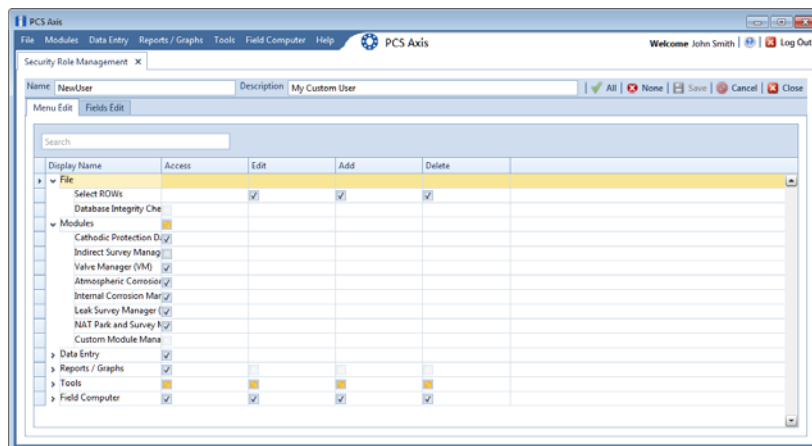 PCS Axis
File Modules Data Entry Reports / Graphs Tools Field Computer Help PCS Axis Welcome John Smith | Log Out
Security Role Management X
Name NewUser Description My Custom User | All | None | Save | Cancel | Close
Menu Edit Fields Edit
Search
Display Name Access Edit Add Delete
File
Select ROWs
Database Integrity Che
Modules
Cathodic Protection D
Indirect Survey Manag
Valve Manager (VM)
Atmospheric Corrosion
Internal Corrosion Mar
Leak Survey Manager (
NAT Park and Survey M
Custom Module Mana
Data Entry
Reports / Graphs
Tools
Field Computer